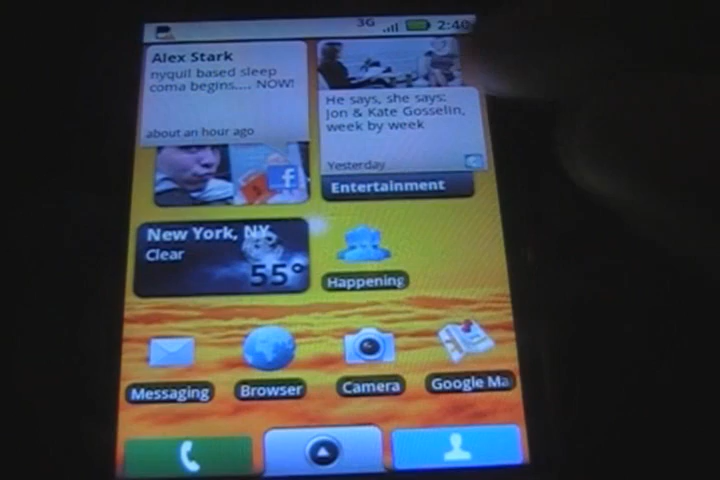 3G 2:40
Alex Stark
nyquil based sleep
coma begins.... NOW!
about an hour ago
He says, she says:
Jon & Kate Gosselin,
week by week
Yesterday
Entertainment
New York, NY
Clear
55°
Happening
Messaging
Browser
Camera
Google Ma